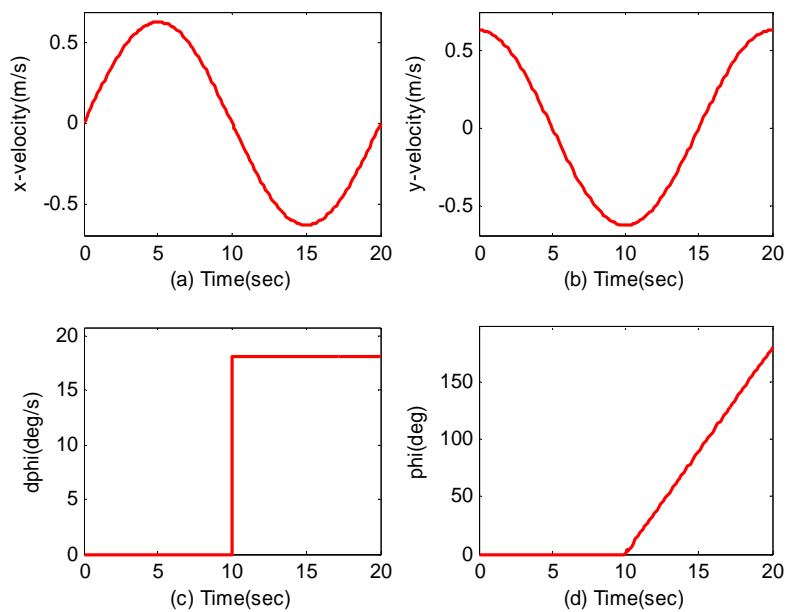 x-velocity(m/s)
0.5
0
-0.5
0 5 10 15 20
(a) Time(sec)
y-velocity(m/s)
0.5
0
-0.5
0 5 10 15 20
(b) Time(sec)
dphi(deg/s)
20
15
10
5
0
0 5 10 15 20
(c) Time(sec)
phi(deg)
150
100
50
0
0 5 10 15 20
(d) Time(sec)